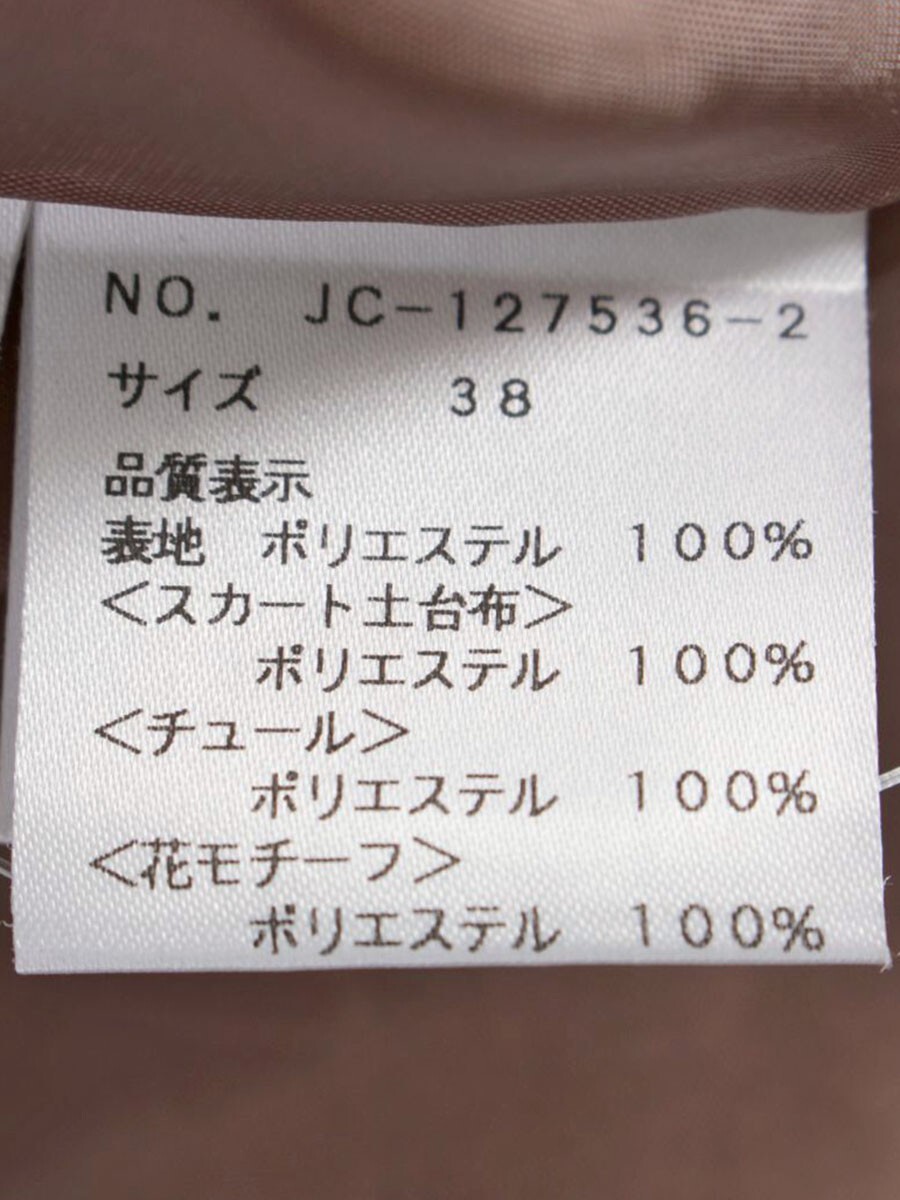 NO. JC-127536-2
サイズ 38
品質表示
表地 ポリエステル 100%
<スカート土台布>
ポリエステル 100%
<チュール>
ポリエステル 100%
<花モチーフ>
ポリエステル 100%